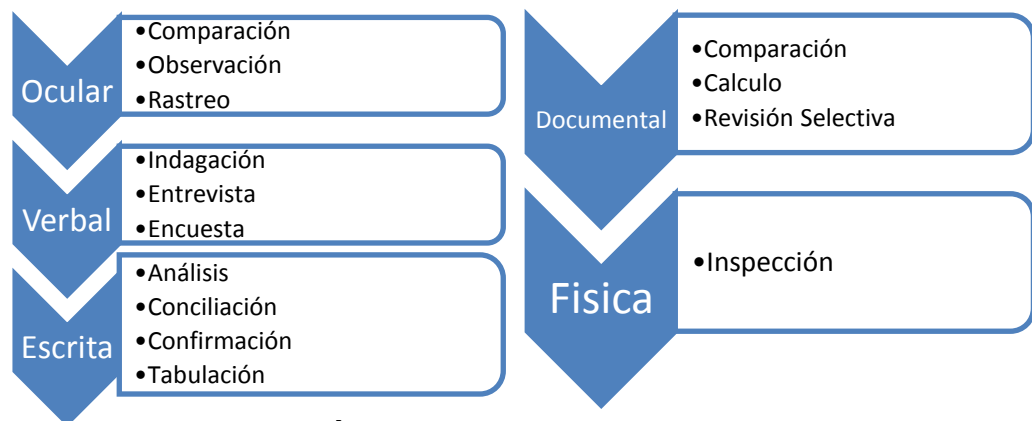 Ocular
•Comparación
•Observación
•Rastreo
Verbal
•Indagación
•Entrevista
•Encuesta
Escrita
•Análisis
•Conciliación
•Confirmación
•Tabulación
Documental
•Comparación
•Calculo
•Revisión Selectiva
Fisica
•Inspección